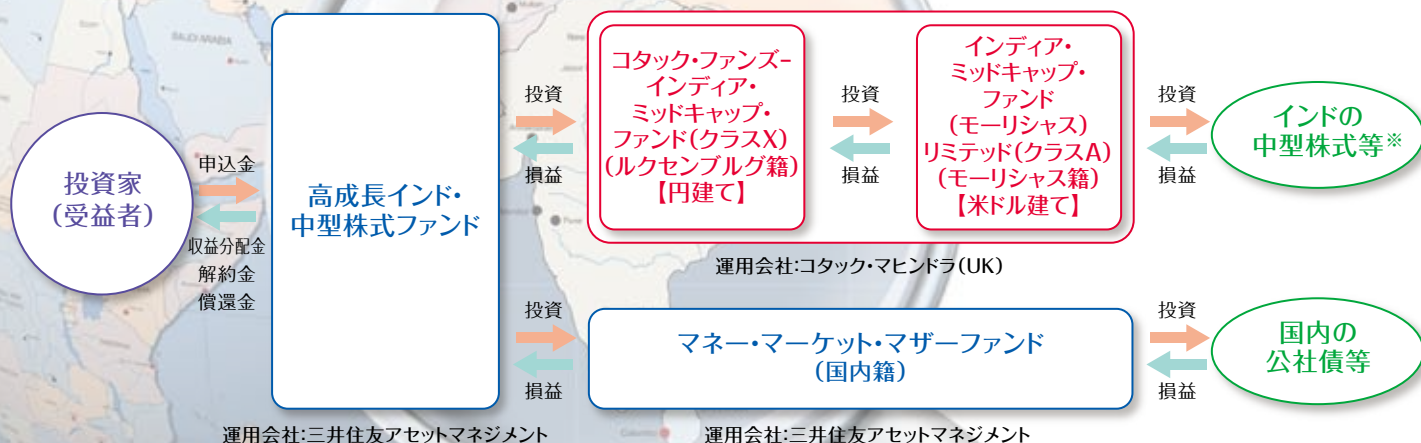 投資家
(受益者)
申込金
収益分配金
解約金
償還金
高成長インド・
中型株式ファンド
運用会社:三井住友アセットマネジメント
投資
損益
コタック・ファンズ-
インディア・
ミッドキャップ・
ファンド(クラスX)
(ルクセンブルグ籍)
【円建て】
投資
損益
インディア・
ミッドキャップ・
ファンド
(モーリシャス)
リミテッド(クラスA)
(モーリシャス籍)
【米ドル建て】
運用会社:コタック・マヒンドラ(UK)
投資
損益
インドの
中型株式等※
投資
損益
マネー・マーケット・マザーファンド
(国内籍)
運用会社:三井住友アセットマネジメント
投資
損益
国内の
公社債等
SAUDI ARABIA